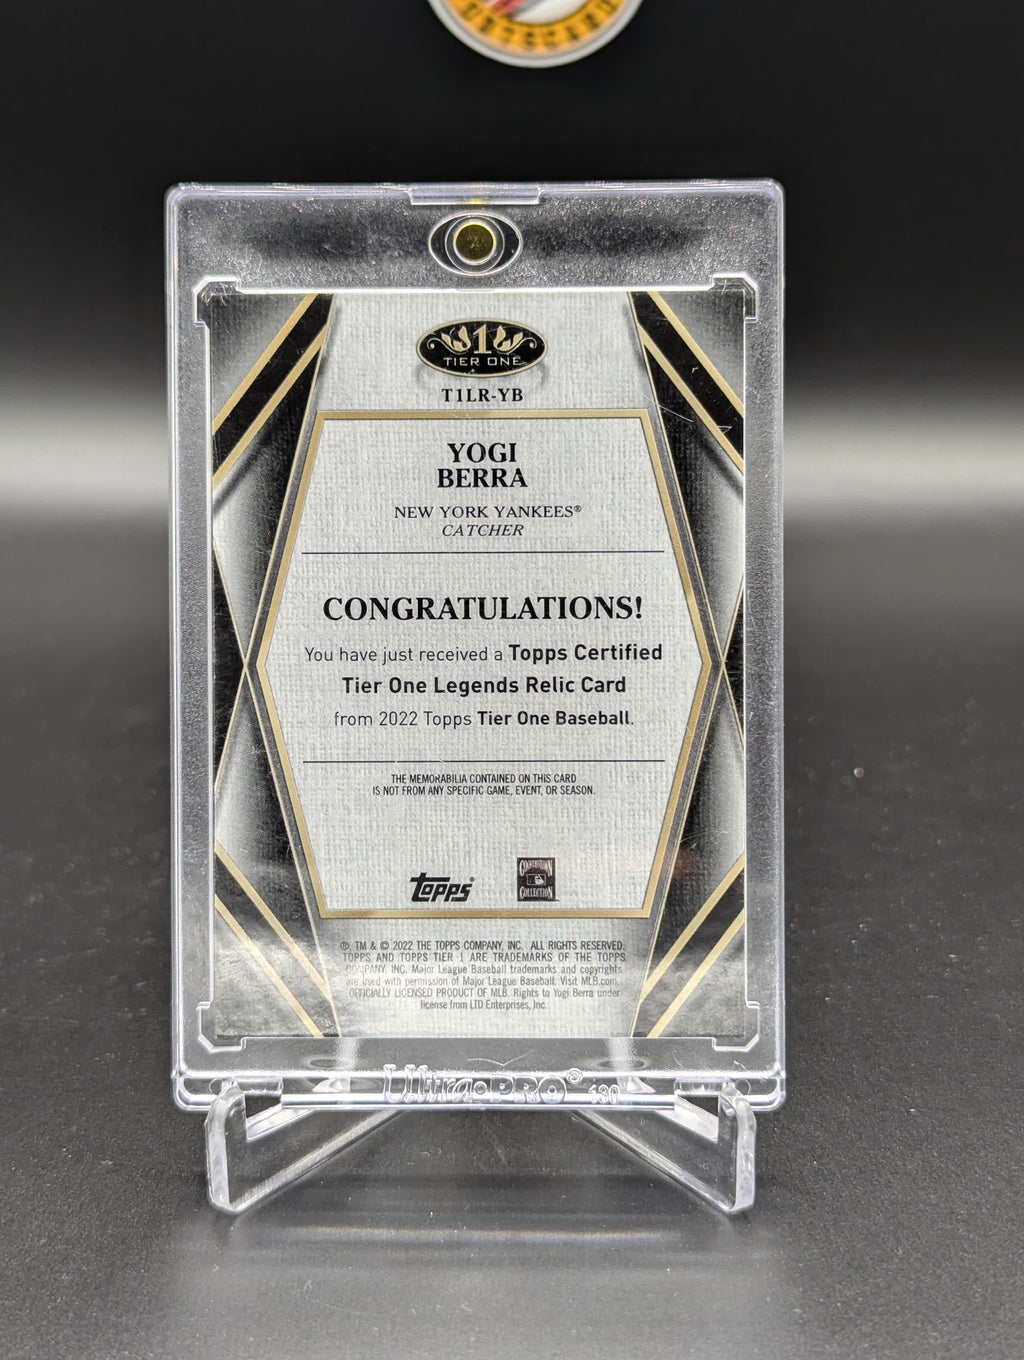 1
TIER ONE
T1LR-YB
YOGI
BERRA
NEW YORK YANKEES®
CATCHER
CONGRATULATIONS!
You have just received a Topps Certified
Tier One Legends Relic Card
from 2022 Topps Tier One Baseball.
THE MEMORABILIA CONTAINED ON THIS CARD
IS NOT FROM ANY SPECIFIC GAME, EVENT, OR SEASON.
topps®
COOPERSTOWN
COLLECTION
®, TM & © 2022 THE TOPPS COMPANY, INC. ALL RIGHTS RESERVED.
TOPPS AND TOPPS TIER 1 ARE TRADEMARKS OF THE TOPPS
COMPANY, INC. Major League Baseball trademarks and copyrights
are used with permission of Major League Baseball. Visit MLB.com.
OFFICIALLY LICENSED PRODUCT OF MLB. Rights to Yogi Berra under
license from LTD Enterprises, Inc.
Ultra•PRO® 130